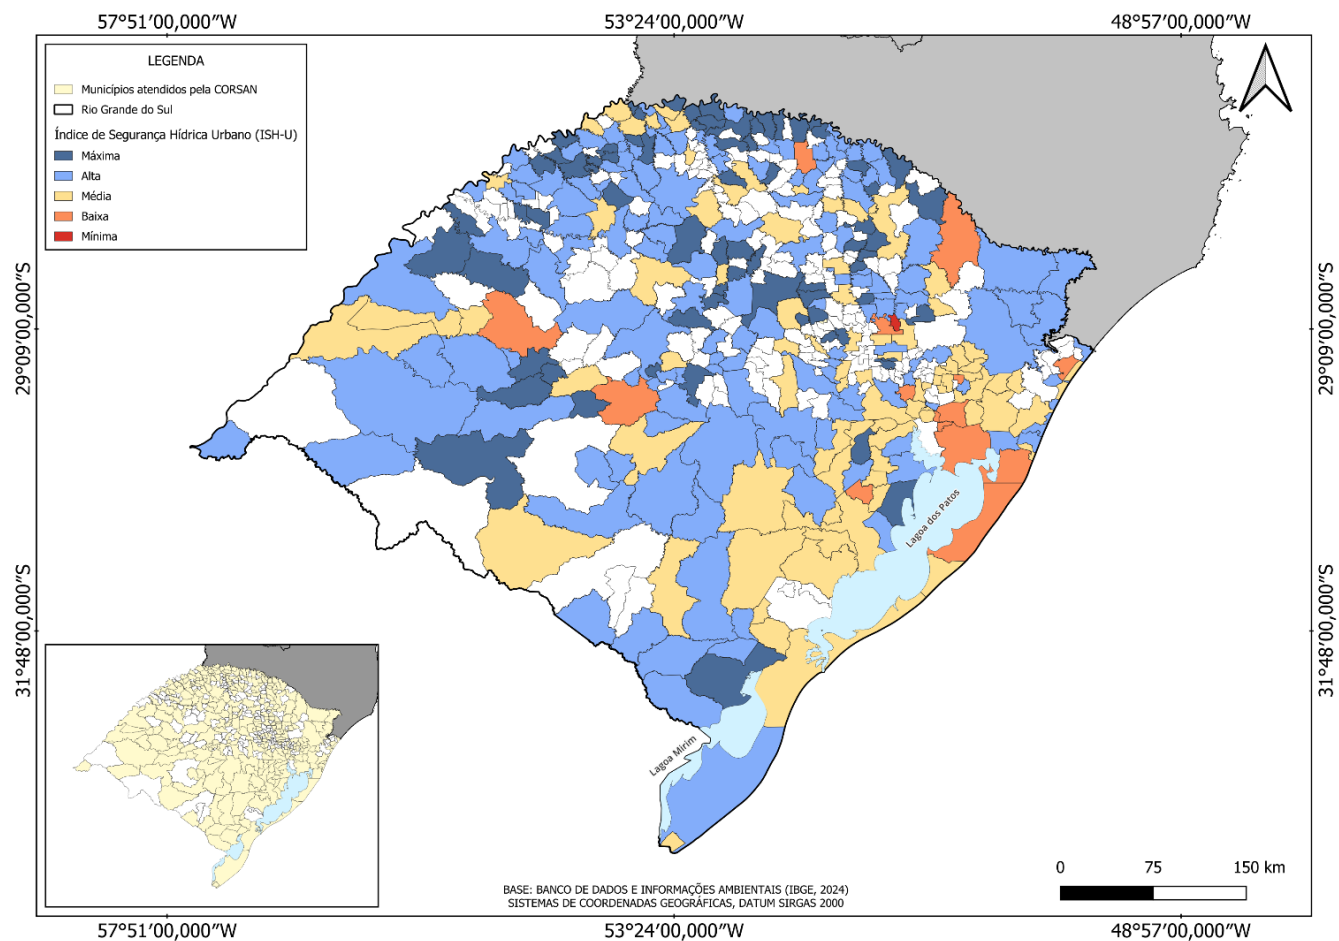 57°51′00,000″W
53°24′00,000″W
48°57′00,000″W
LEGENDA
Municípios atendidos pela CORSAN
Rio Grande do Sul
Índice de Segurança Hídrica Urbano (ISH-U)
Máxima
Alta
Média
Baixa
Mínima
29°09′00,000″S
29°09′00,000″S
Lagoa dos Patos
31°48′00,000″S
31°48′00,000″S
Lagoa Mirim
0 75 150 km
BASE: BANCO DE DADOS E INFORMAÇÕES AMBIENTAIS (IBGE, 2024)
SISTEMAS DE COORDENADAS GEOGRÁFICAS, DATUM SIRGAS 2000
57°51′00,000″W
53°24′00,000″W
48°57′00,000″W